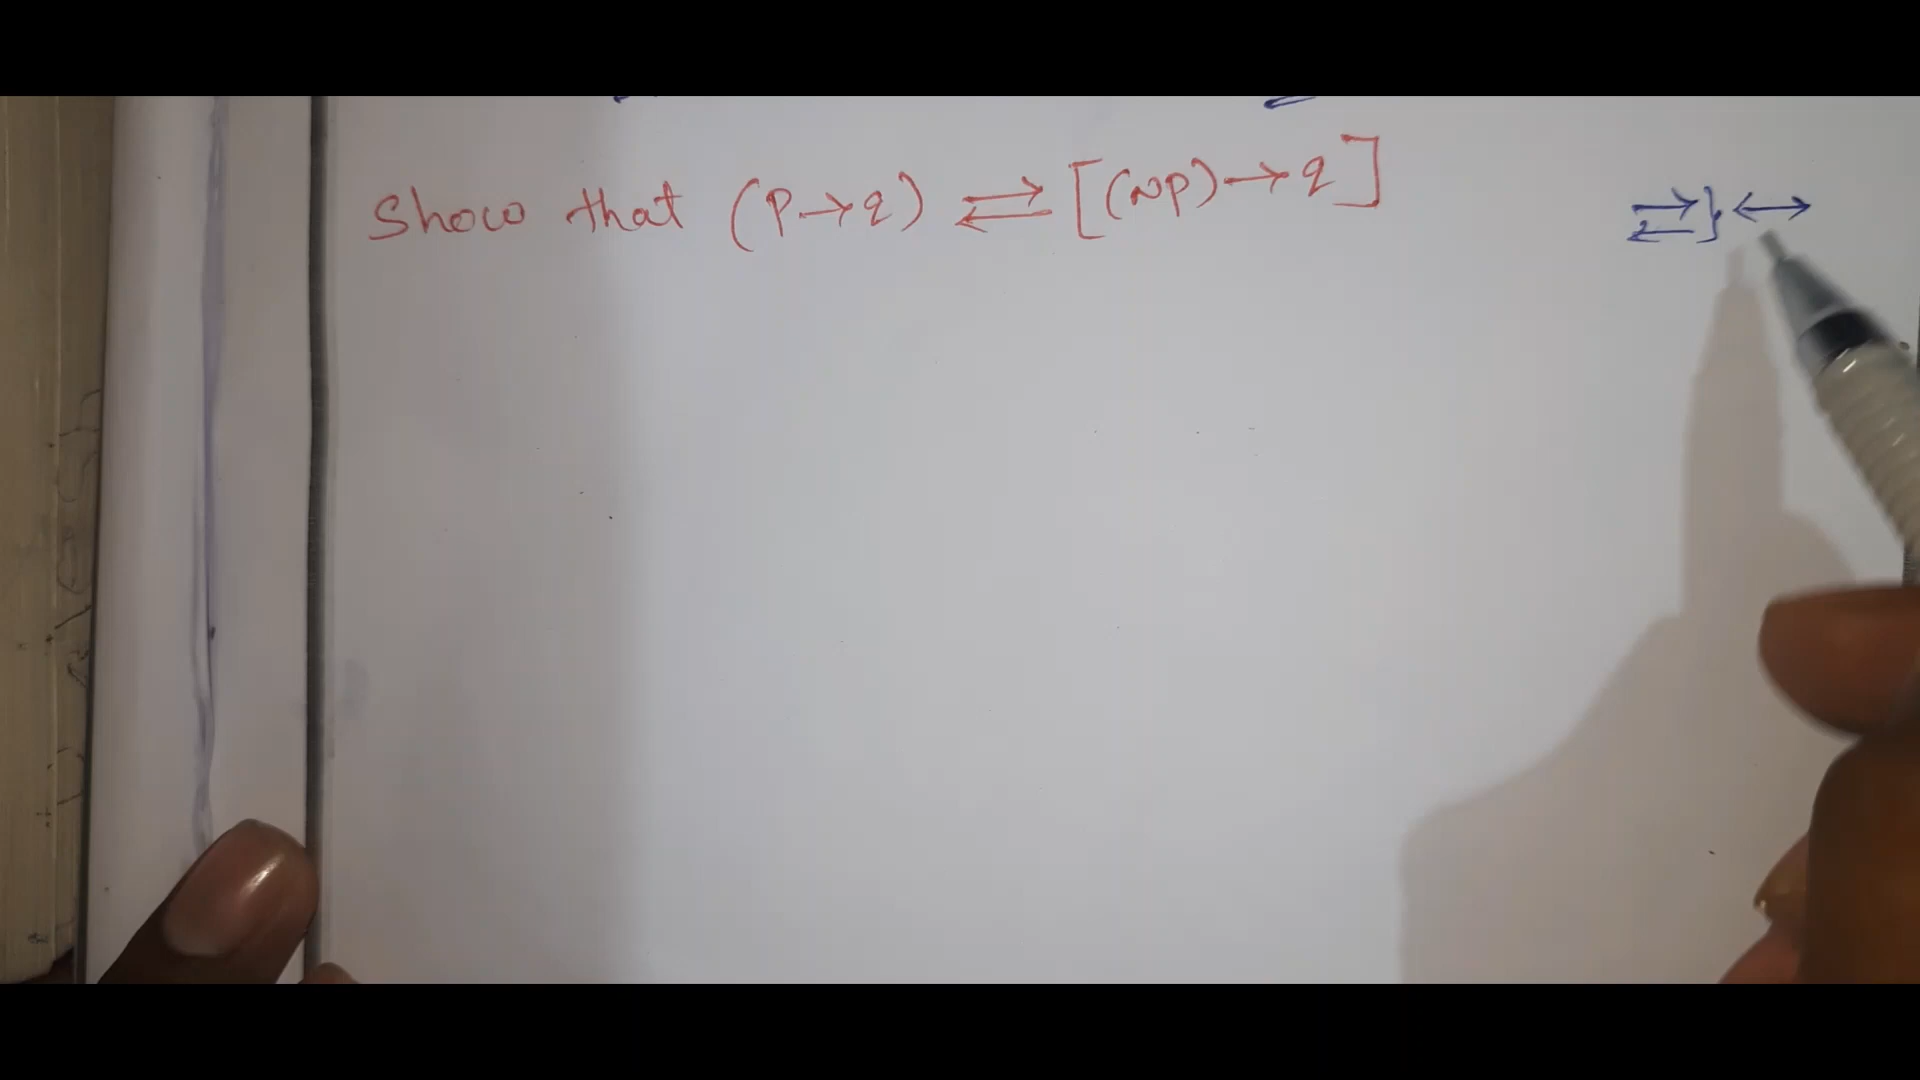 Show that (P→q) ⇄ [(~p)→q]
⇄} ↔